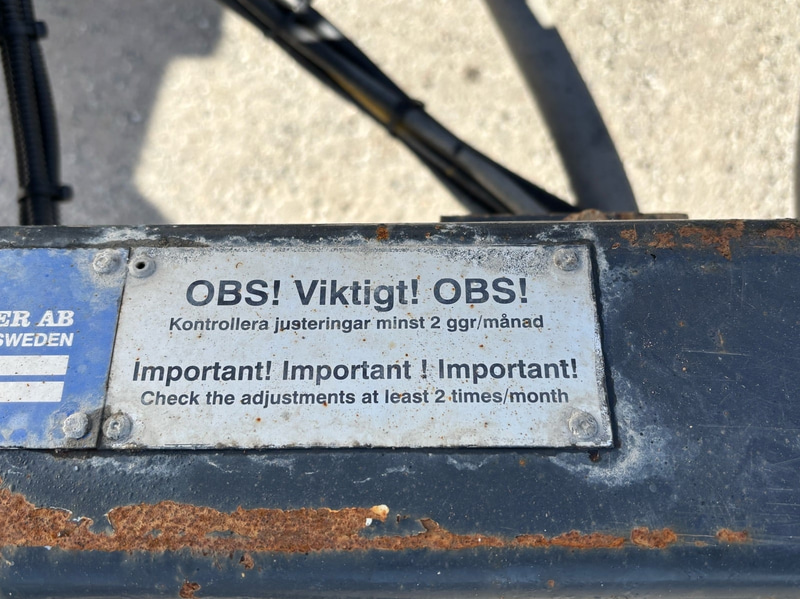 ER AB
SWEDEN
OBS! Viktigt! OBS!
Kontrollera justeringar minst 2 ggr/månad
Important! Important ! Important!
Check the adjustments at least 2 times/month